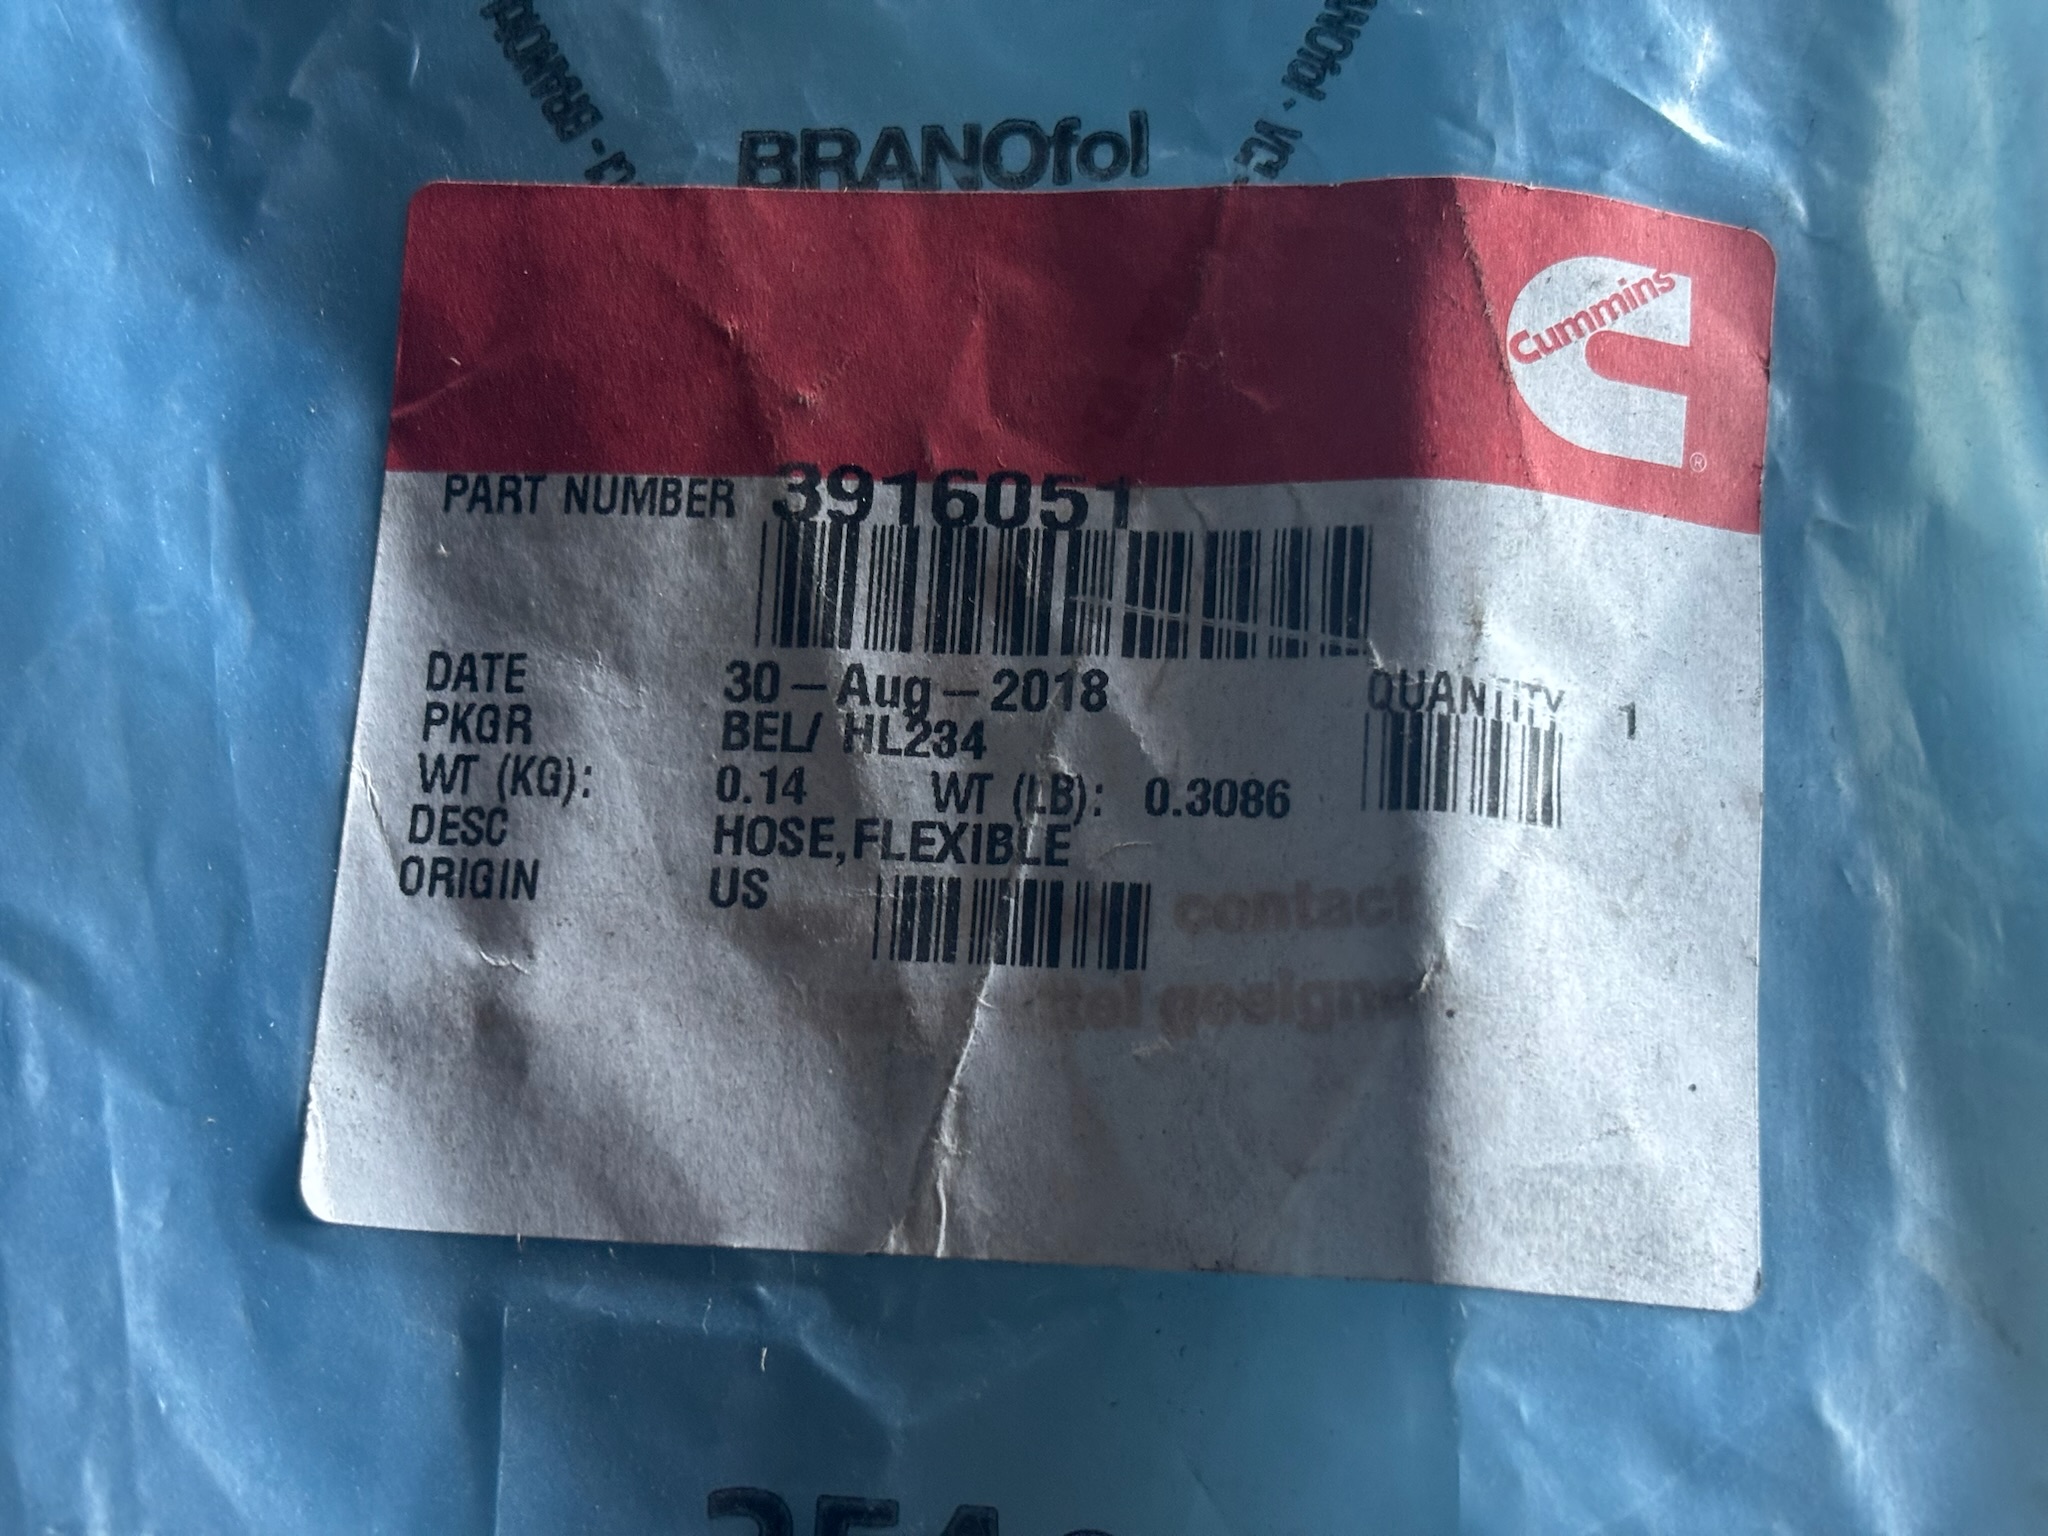 BRANOfol
Cummins
®
PART NUMBER 3916051
DATE 30-Aug-2018
QUANTITY 1
PKGR BEL/ HL234
WT (KG): 0.14 WT (LB): 0.3086
DESC HOSE,FLEXIBLE
ORIGIN US
contact